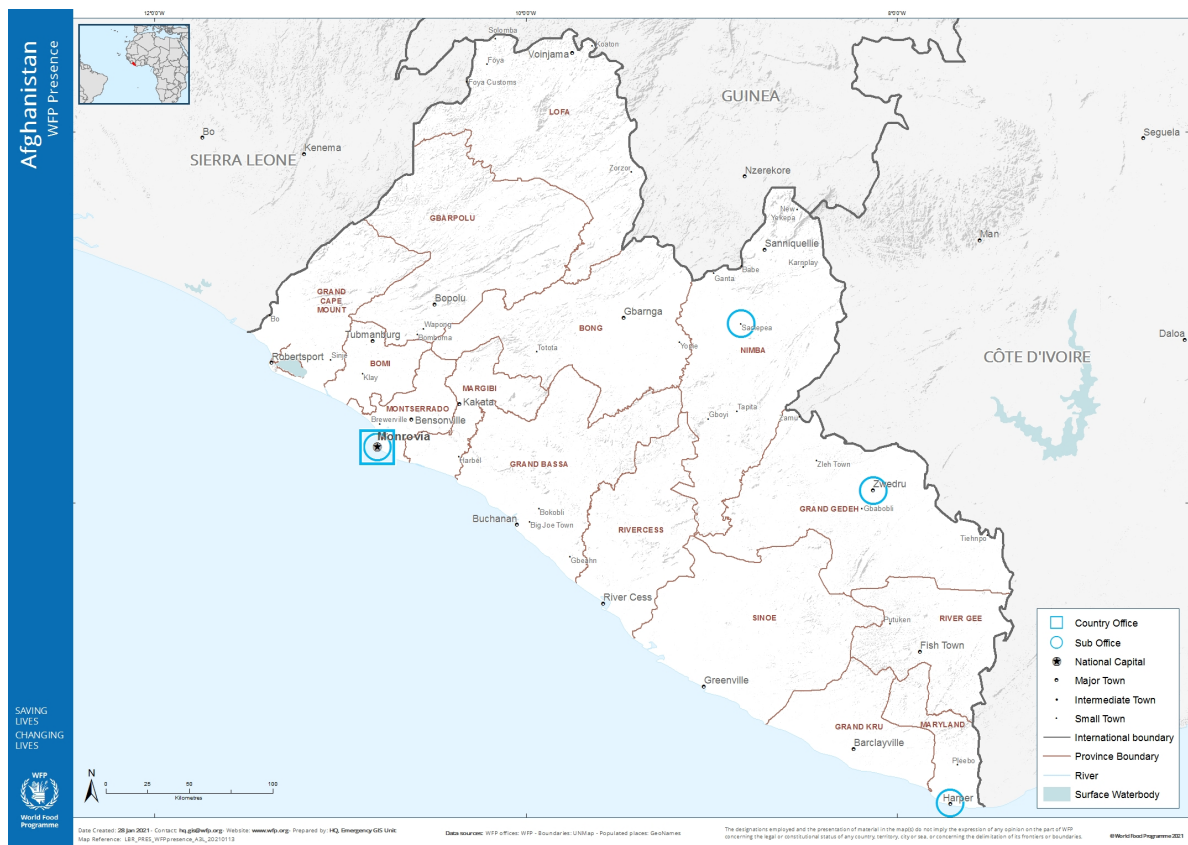 Afghanistan
WFP Presence
12°0'0"W
10°0'0"W
8°0'0"W
Solomba
Voinjama
Koaton
Foya
Foya Customs
GUINEA
LOFA
Bo
Seguela
SIERRA LEONE
Kenema
Zorzor
Nzerekore
New
Yekepa
GBARPOLU
Man
Sanniquellie
Karnplay
Babe
Ganta
GRAND
CAPE
MOUNT
Bopolu
Bo
Gbarnga
Wapong
Bomboma
Tubmanburg
BONG
Saclepea
Daloa
Totota
NIMBA
Robertsport
Sinje
BOMI
CÔTE D'IVOIRE
Klay
MARGIBI
Kakata
MONTSERRADO
Brewerville
Bensonville
Gboyi
Tapita
Zamu
Monrovia
Harbel
GRAND BASSA
Zleh Town
Zwedru
GRAND GEDEH
Gbabobli
Bokobli
Buchanan
Big Joe Town
RIVERCESS
Tiehnpo
Gbeahn
River Cess
SINOE
Putuken
RIVER GEE
Fish Town
Greenville
GRAND KRU
MARYLAND
Barclayville
Pleebo
Harper
Country Office
Sub Office
National Capital
Major Town
Intermediate Town
Small Town
International boundary
Province Boundary
River
Surface Waterbody
SAVING
LIVES
CHANGING
LIVES
WFP
World Food
Programme
N
0 25 50 100
Kilometres
Date Created: 28 Jan 2021 - Contact: hq.gis@wfp.org - Website: www.wfp.org - Prepared by: HQ, Emergency GIS Unit
Map Reference: LBR_PRES_WFPpresence_A3L_20210113
Data sources: WFP offices: WFP - Boundaries: UNMap - Populated places: GeoNames
The designations employed and the presentation of material in the map(s) do not imply the expression of any opinion on the part of WFP
concerning the legal or constitutional status of any country, territory, city or sea, or concerning the delimitation of its frontiers or boundaries.
© World Food Programme 2021